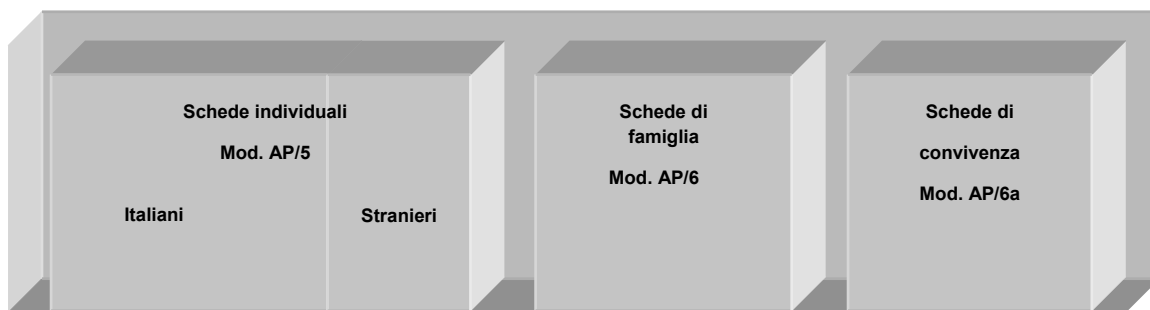 Schede individuali
Mod. AP/5
Italiani
Stranieri
Schede di
famiglia
Mod. AP/6
Schede di
convivenza
Mod. AP/6a